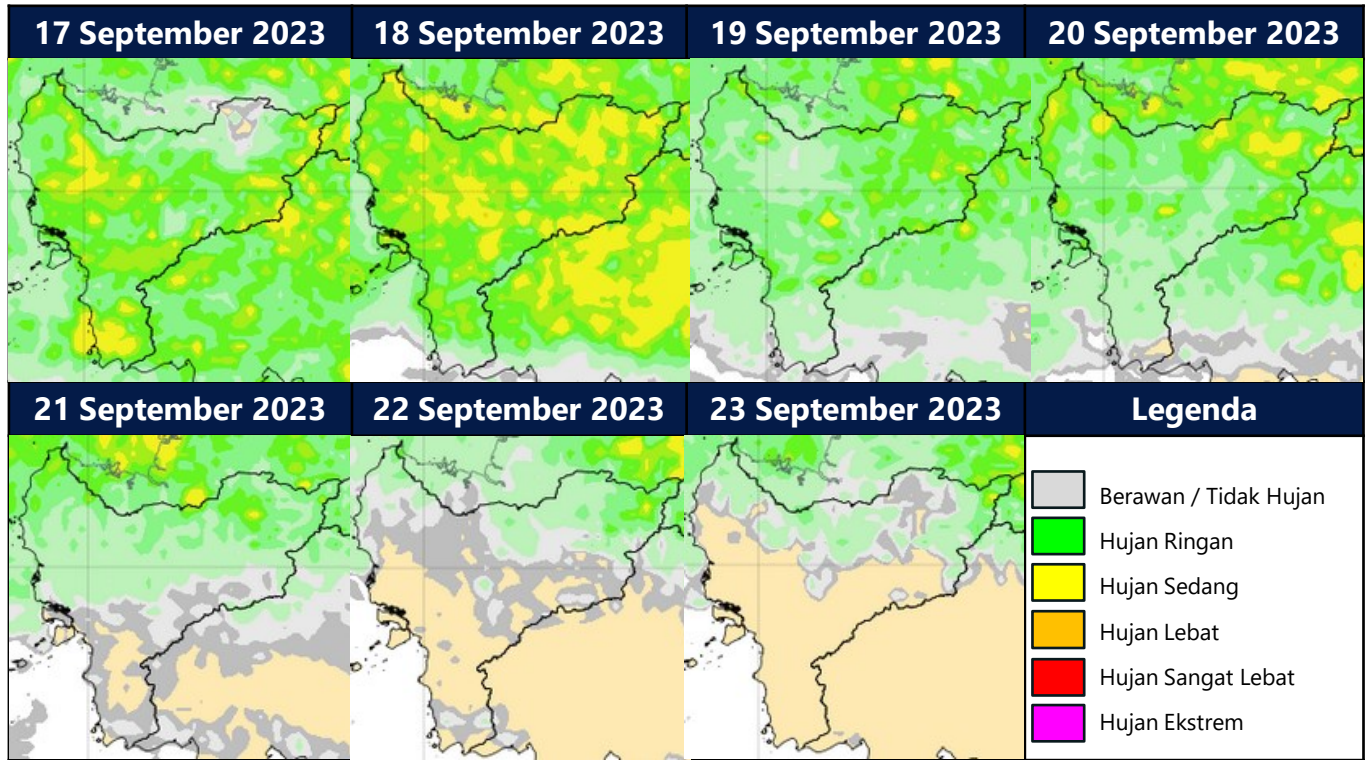 17 September 2023
18 September 2023
19 September 2023
20 September 2023
21 September 2023
22 September 2023
23 September 2023
Legenda
Berawan / Tidak Hujan
Hujan Ringan
Hujan Sedang
Hujan Lebat
Hujan Sangat Lebat
Hujan Ekstrem